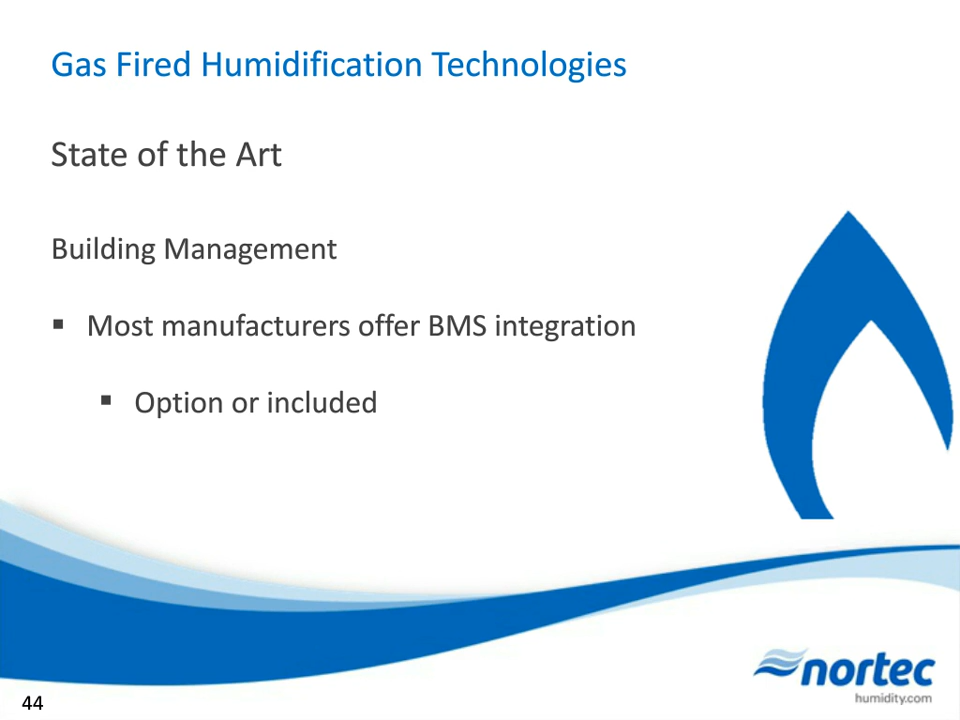 Gas Fired Humidification Technologies
State of the Art
Building Management
▪ Most manufacturers offer BMS integration
▪ Option or included
nortec
humidity.com
44